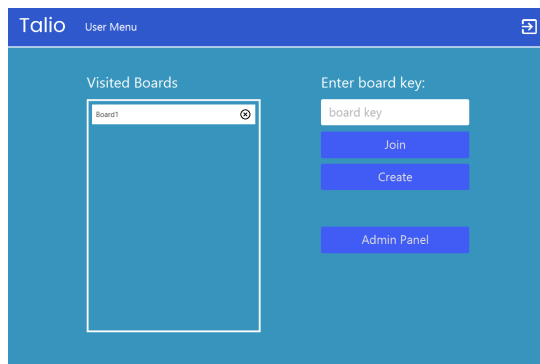 Talio
User Menu
Visited Boards
Board1
Enter board key:
board key
Join
Create
Admin Panel